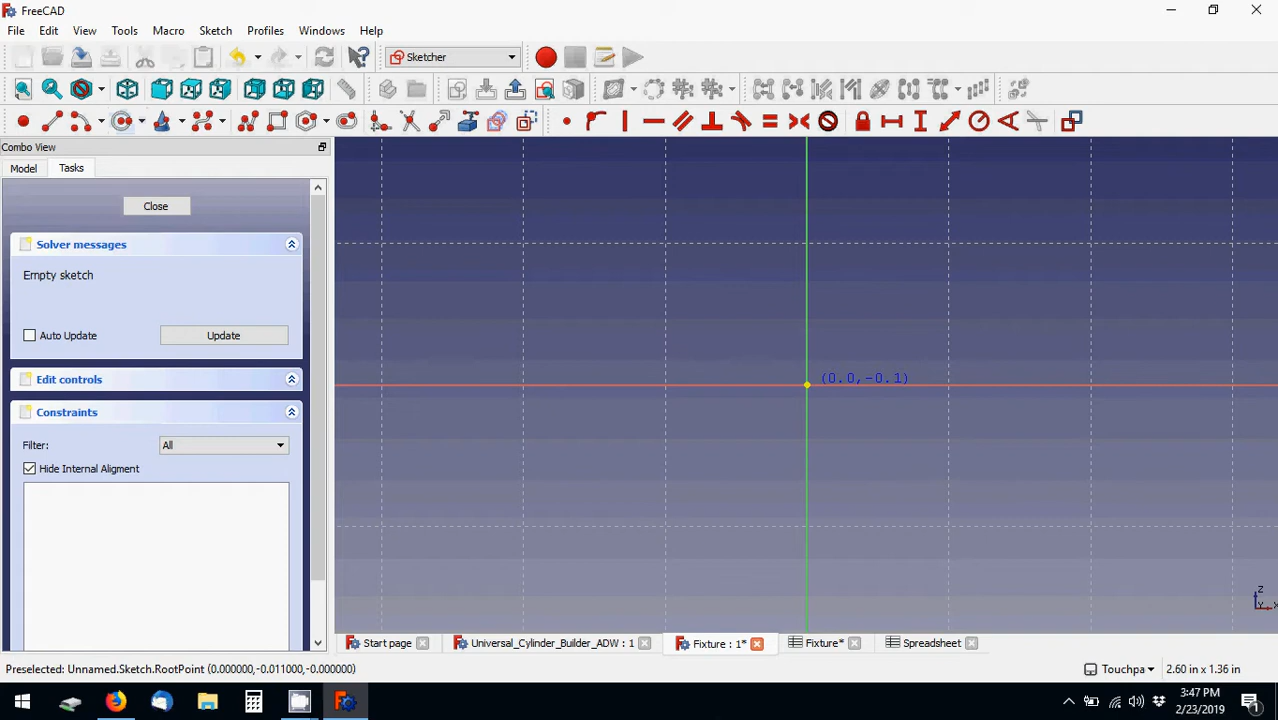 FreeCAD
File Edit View Tools Macro Sketch Profiles Windows Help
Sketcher
Combo View
Model Tasks
Close
Solver messages
Empty sketch
Auto Update Update
Edit controls
Constraints
Filter: All
Hide Internal Aligment
(0.0,-0.1)
Z
Y X
Start page Universal_Cylinder_Builder_ADW : 1 Fixture : 1* Fixture* Spreadsheet
Preselected: Unnamed.Sketch.RootPoint (0.000000,-0.011000,-0.000000) Touchpa 2.60 in x 1.36 in
3:47 PM
2/23/2019
1